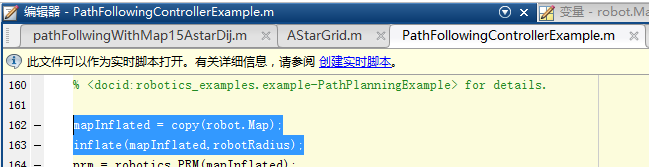 编辑器 - PathFollowingControllerExample.m
变量 - robot.Ma
pathFollwingWithMap15AstarDij.m
AStarGrid.m
PathFollowingControllerExample.m
此文件可以作为实时脚本打开。有关详细信息，请参阅 创建实时脚本。
160 % <docid:robotics_examples.example-PathPlanningExample> for details.
161
162 — mapInflated = copy(robot.Map);
163 — inflate(mapInflated,robotRadius);
164 — prm = robotics.PRM(mapInflated);